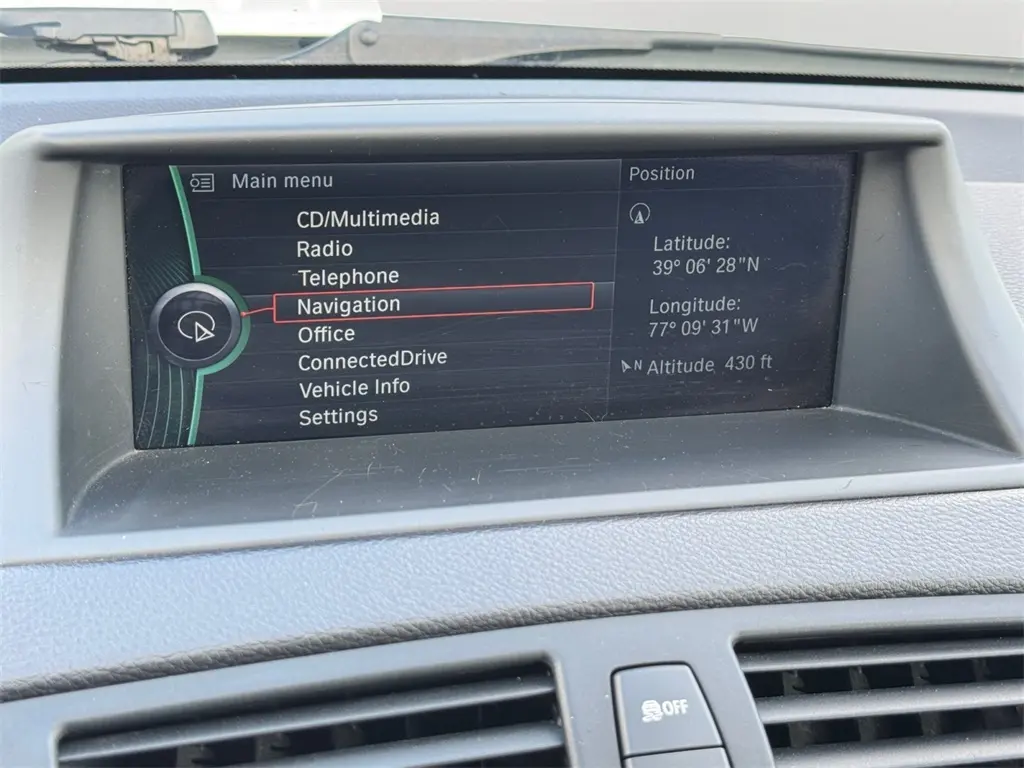 Main menu
CD/Multimedia
Radio
Telephone
Navigation
Office
ConnectedDrive
Vehicle Info
Settings
Position
Latitude:
39° 06' 28"N
Longitude:
77° 09' 31"W
N Altitude 430 ft
OFF